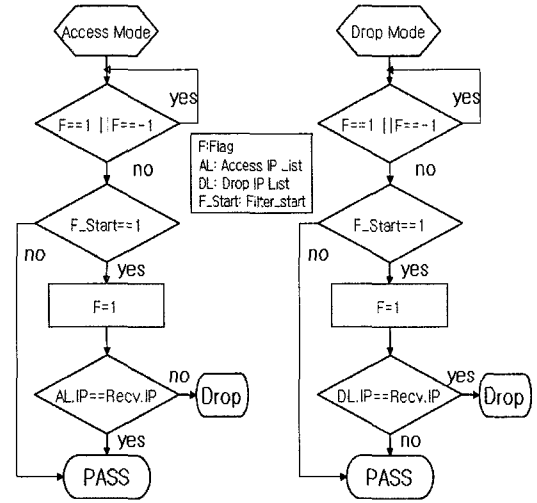 Access Mode
yes
F==1 ||F==-1
no
F_Start==1
no
yes
F=1
AL.IP==Recv.IP
no
Drop
yes
PASS
F:Flag
AL: Access IP List
DL: Drop IP List
F_Start: Filter_start
Drop Mode
yes
F==1 ||F==-1
no
F_Start==1
no
yes
F=1
DL.IP==Recv.IP
yes
Drop
no
PASS